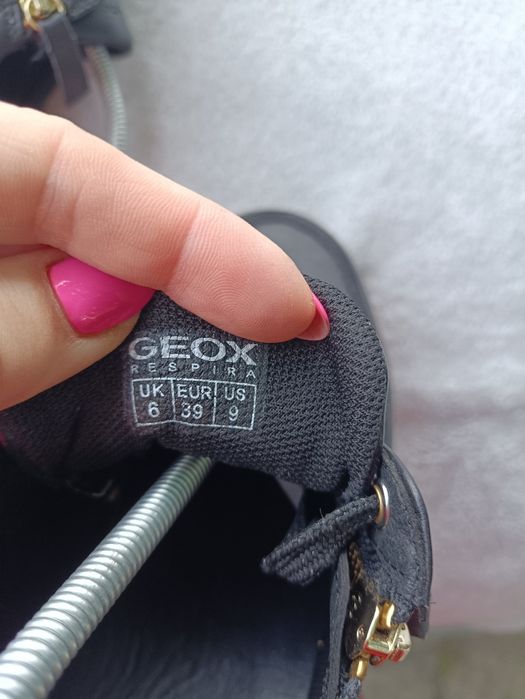 GEOX
RESPIRA
UK EUR US
6 39 9